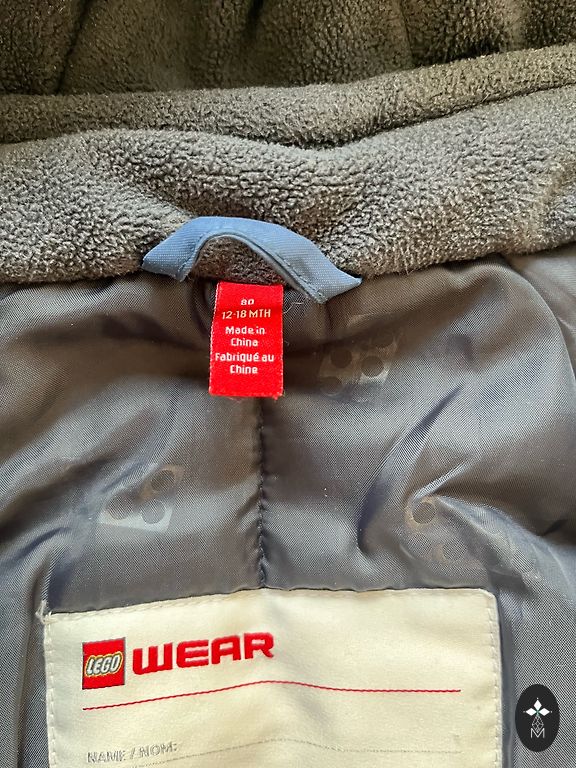 80
12-18 MTH
Made in
China
Fabriqué au
Chine
LEGO WEAR
NAME / NOM:
M